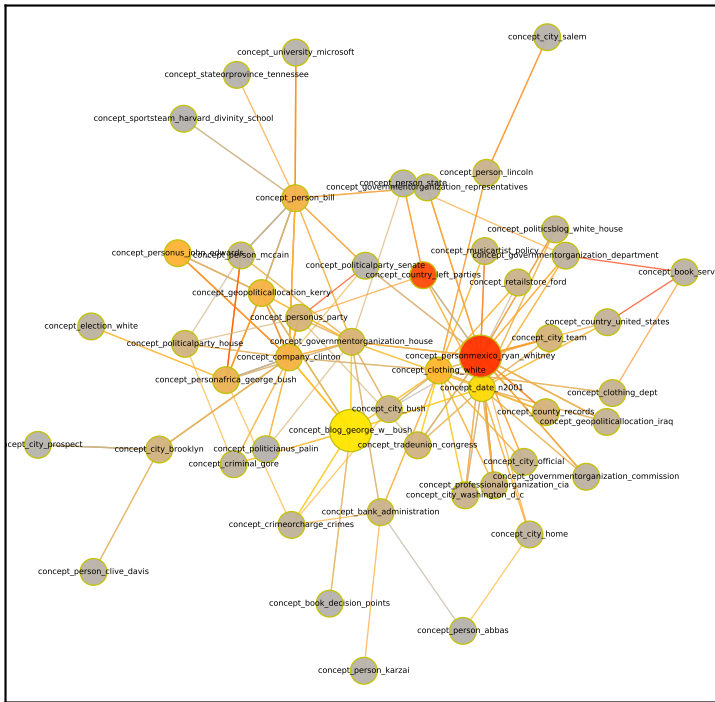 concept_city_salem
concept_university_microsoft
concept_stateorprovince_tennessee
concept_sportsteam_harvard_divinity_school
concept_person_lincoln
concept_person_state
concept_governmentorganization_representatives
concept_person_bill
concept_politicsblog_white_house
concept_musicartist_policy
concept_personus_john_edwards
concept_person_mccain
concept_governmentorganization_department
concept_politicalparty_senate
concept_country_left_parties
concept_book_serv
concept_retailstore_ford
concept_geopoliticallocation_kerry
concept_personus_party
concept_election_white
concept_country_united_states
concept_city_team
concept_governmentorganization_house
concept_politicalparty_house
concept_personmexico_ryan_whitney
concept_company_clinton
concept_clothing_white
concept_personafrica_george_bush
concept_date_n2001
concept_clothing_dept
concept_city_bush
concept_county_records
concept_geopoliticallocation_iraq
concept_blog_george_w__bush
concept_city_prospect
concept_city_brooklyn
concept_politicianus_palin
concept_tradeunion_congress
concept_criminal_gore
concept_city_official
concept_governmentorganization_commission
concept_professionalorganization_cia
concept_city_washington_d_c
concept_bank_administration
concept_crimeorcharge_crimes
concept_city_home
concept_person_clive_davis
concept_book_decision_points
concept_person_abbas
concept_person_karzai